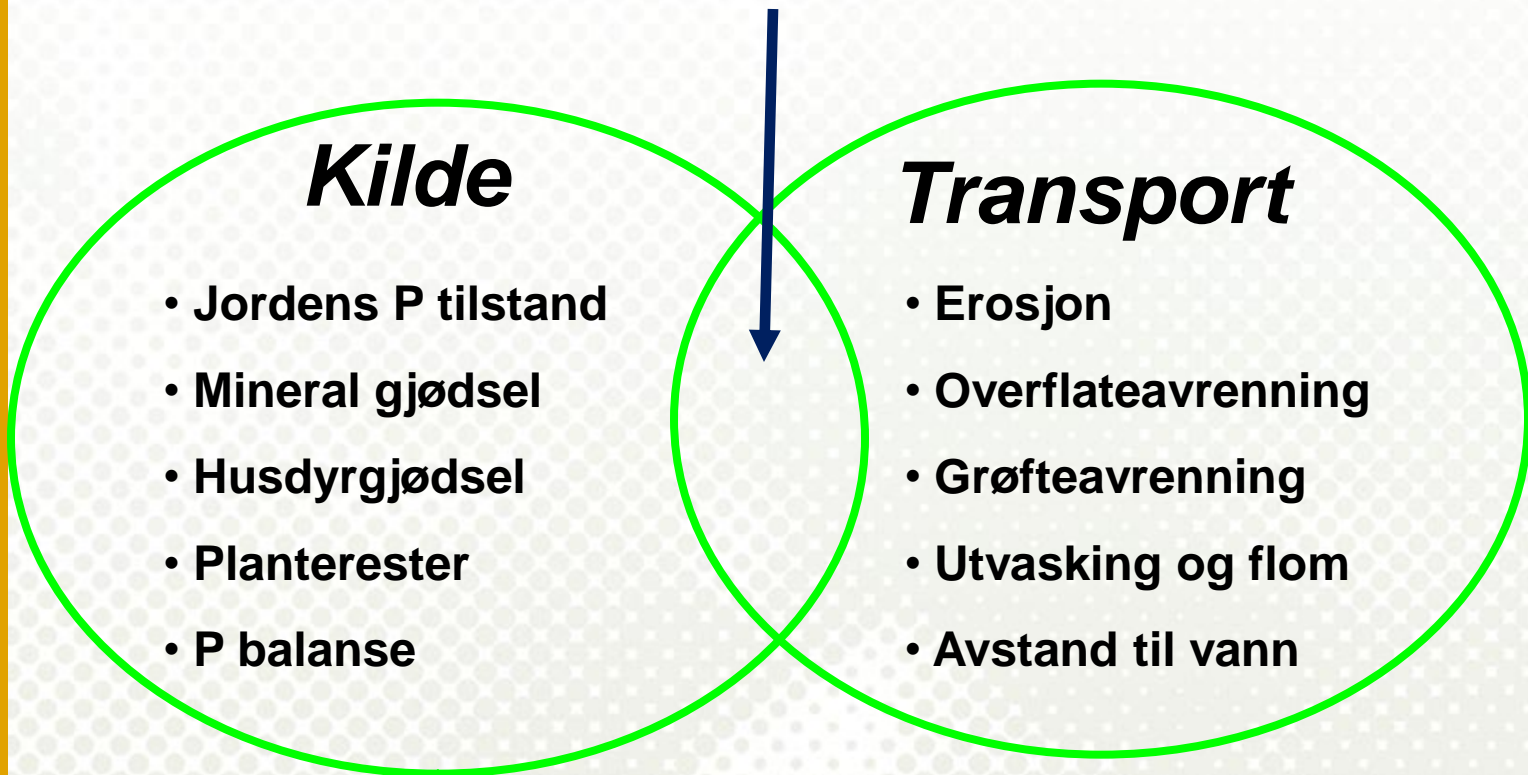 Kilde
• Jordens P tilstand
• Mineral gjødsel
• Husdyrgjødsel
• Planterester
• P balanse
Transport
• Erosjon
• Overflateavrenning
• Grøfteavrenning
• Utvasking og flom
• Avstand til vann